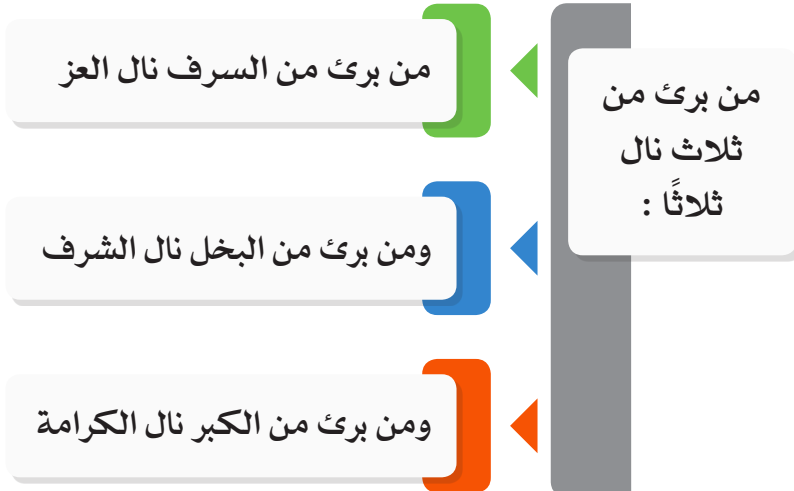 من برئ من
ثلاث نال
ثلاثًا :
من برئ من السرف نال العز
ومن برئ من البخل نال الشرف
ومن برئ من الكبر نال الكرامة